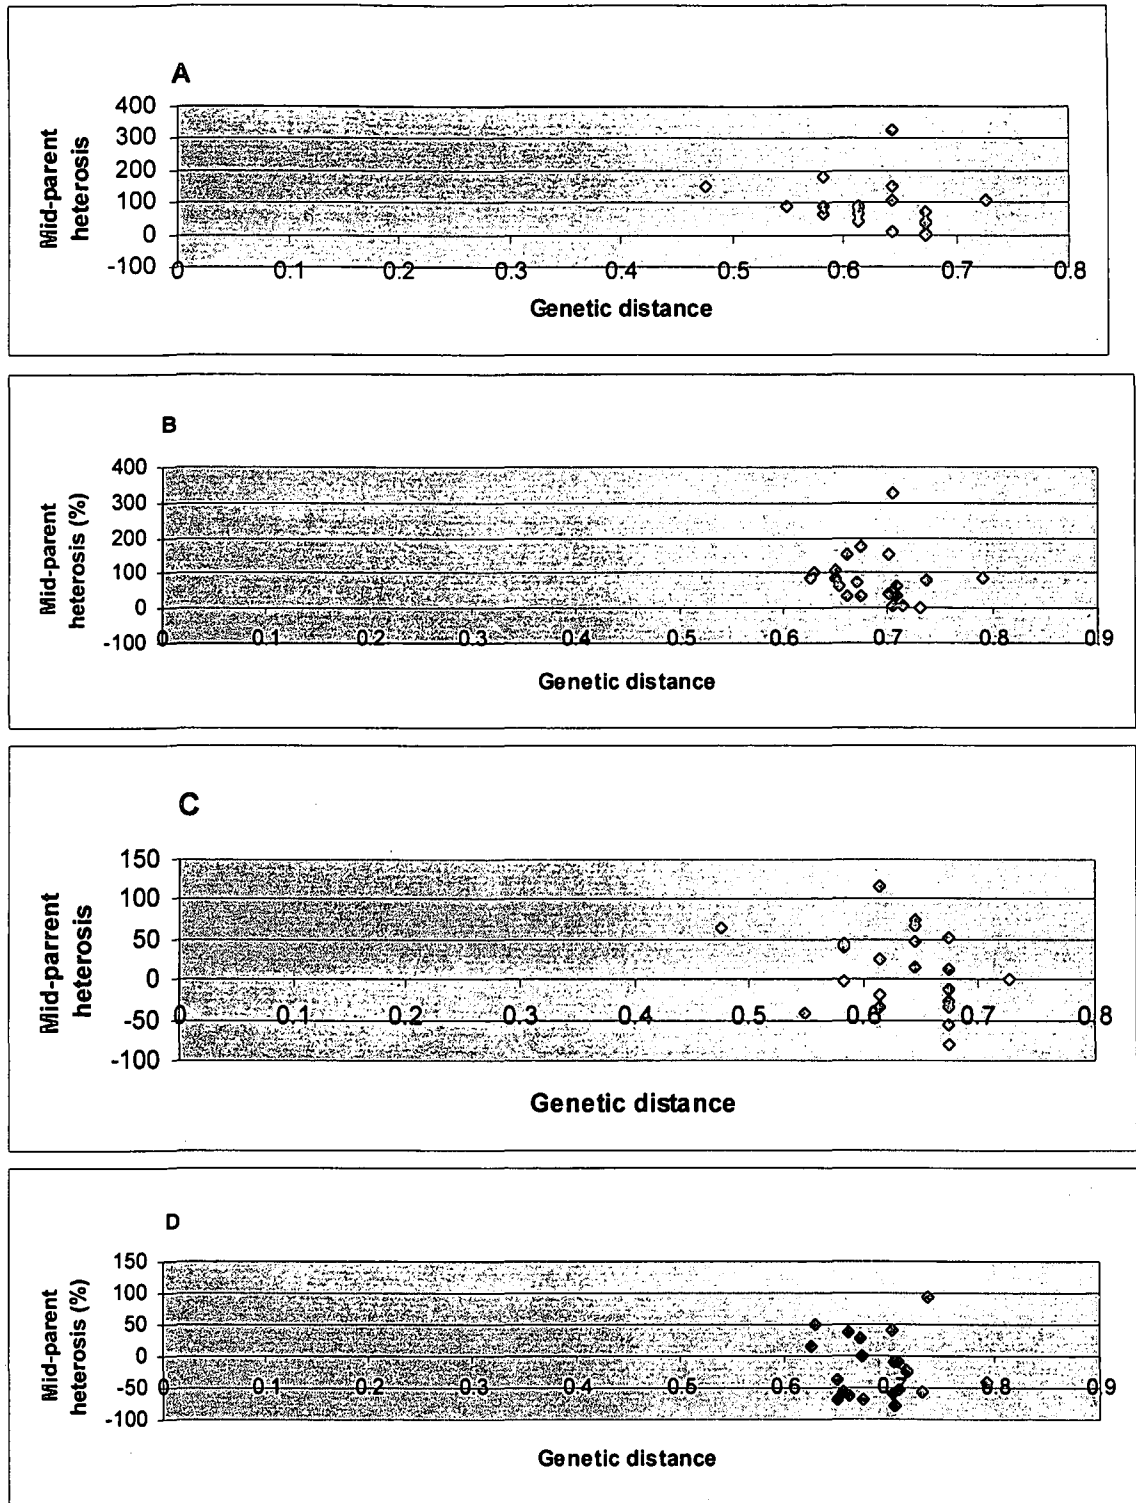 A
400
300
200
100
0
-100
Mid-parent
heterosis
0 0.1 0.2 0.3 0.4 0.5 0.6 0.7 0.8
Genetic distance
B
400
300
200
100
0
-100
Mid-parent
heterosis (%)
0 0.1 0.2 0.3 0.4 0.5 0.6 0.7 0.8 0.9
Genetic distance
C
150
100
50
0
-50
-100
Mid-parrent
heterosis
0 0.1 0.2 0.3 0.4 0.5 0.6 0.7 0.8
Genetic distance
D
150
100
50
0
-50
-100
Mid-parent
heterosis (%)
0 0.1 0.2 0.3 0.4 0.5 0.6 0.7 0.8 0.9
Genetic distance